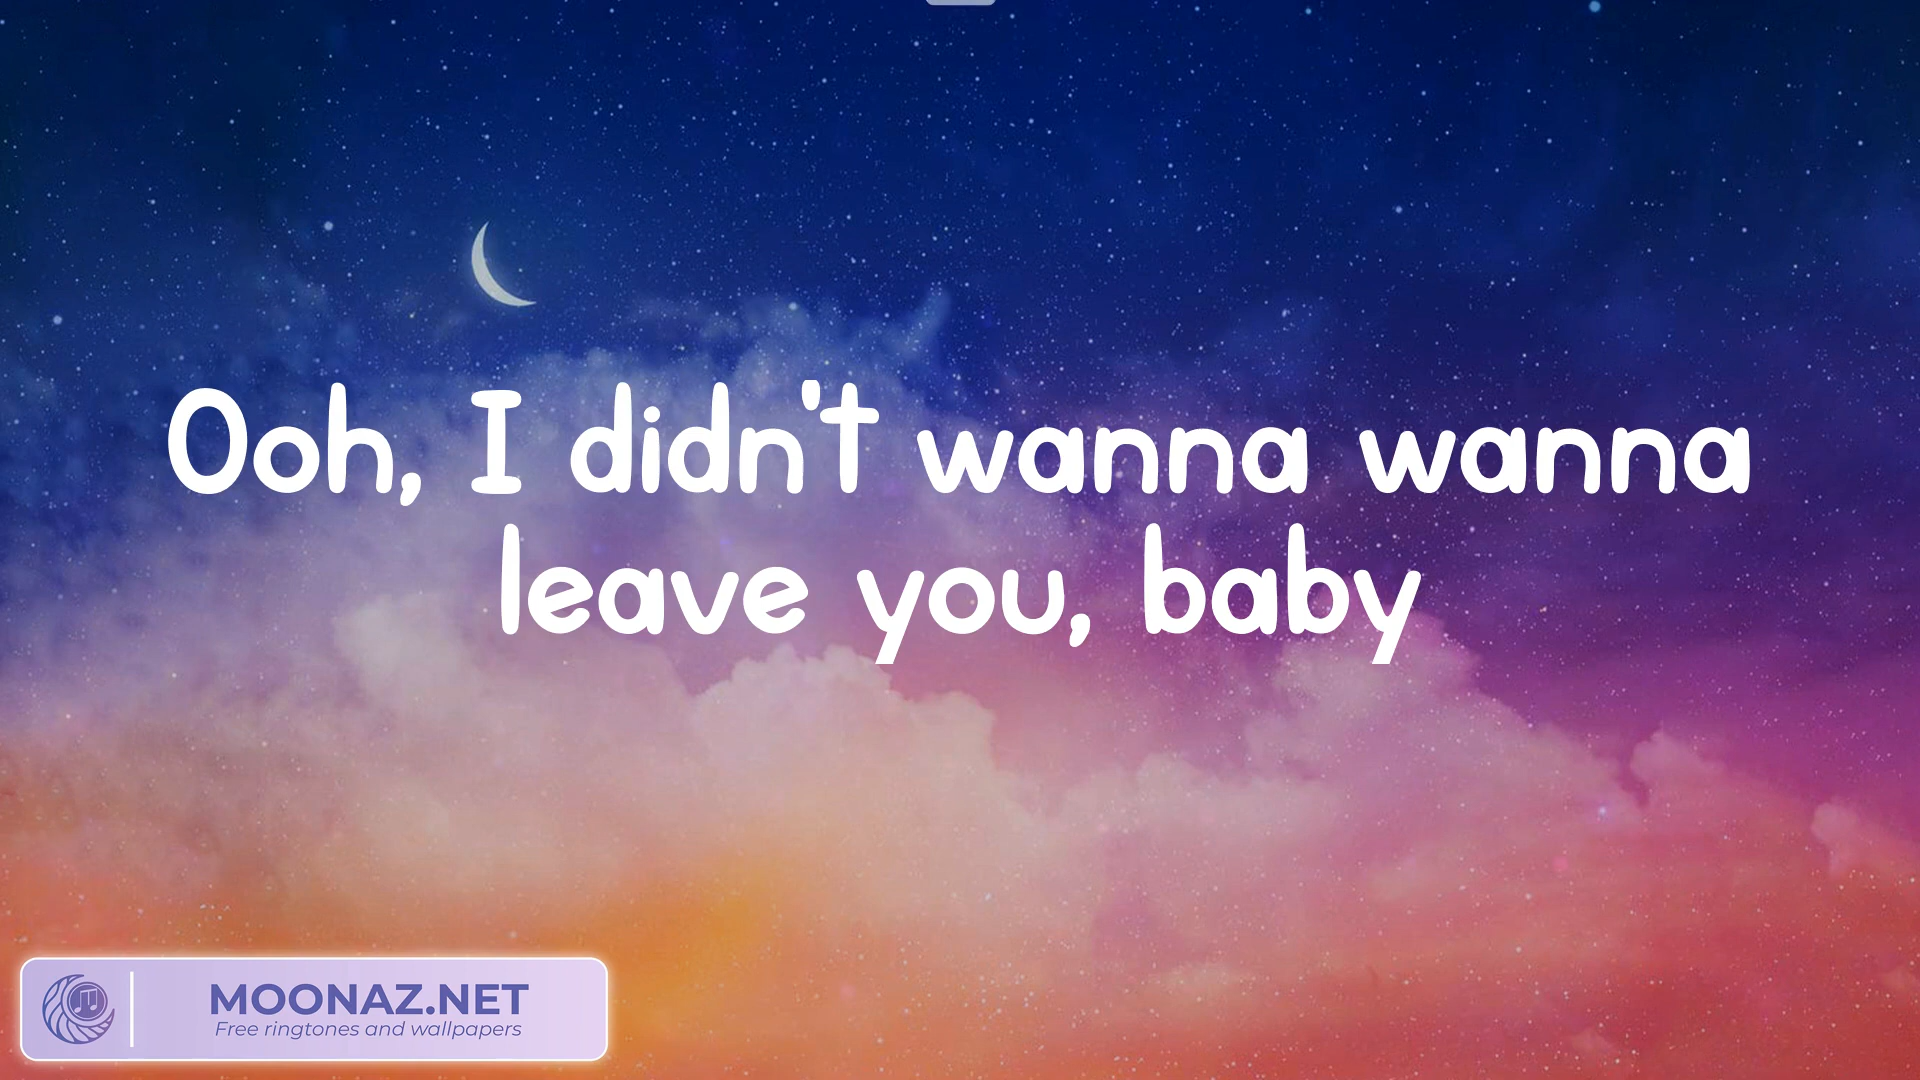 Ooh, I didn't wanna wanna
leave you, baby
MOONAZ.NET
Free ringtones and wallpapers